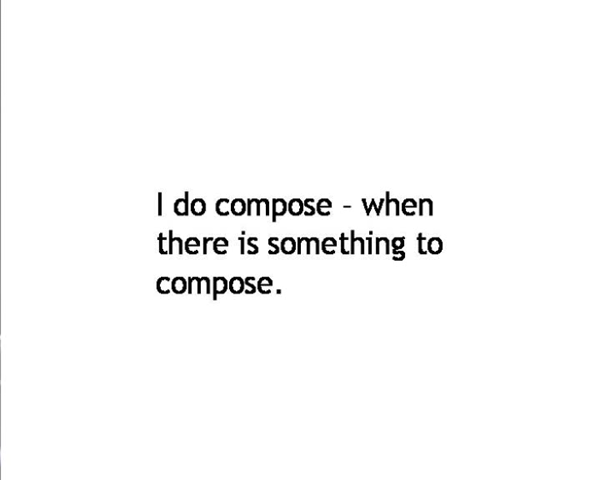 I do compose – when
there is something to
compose.